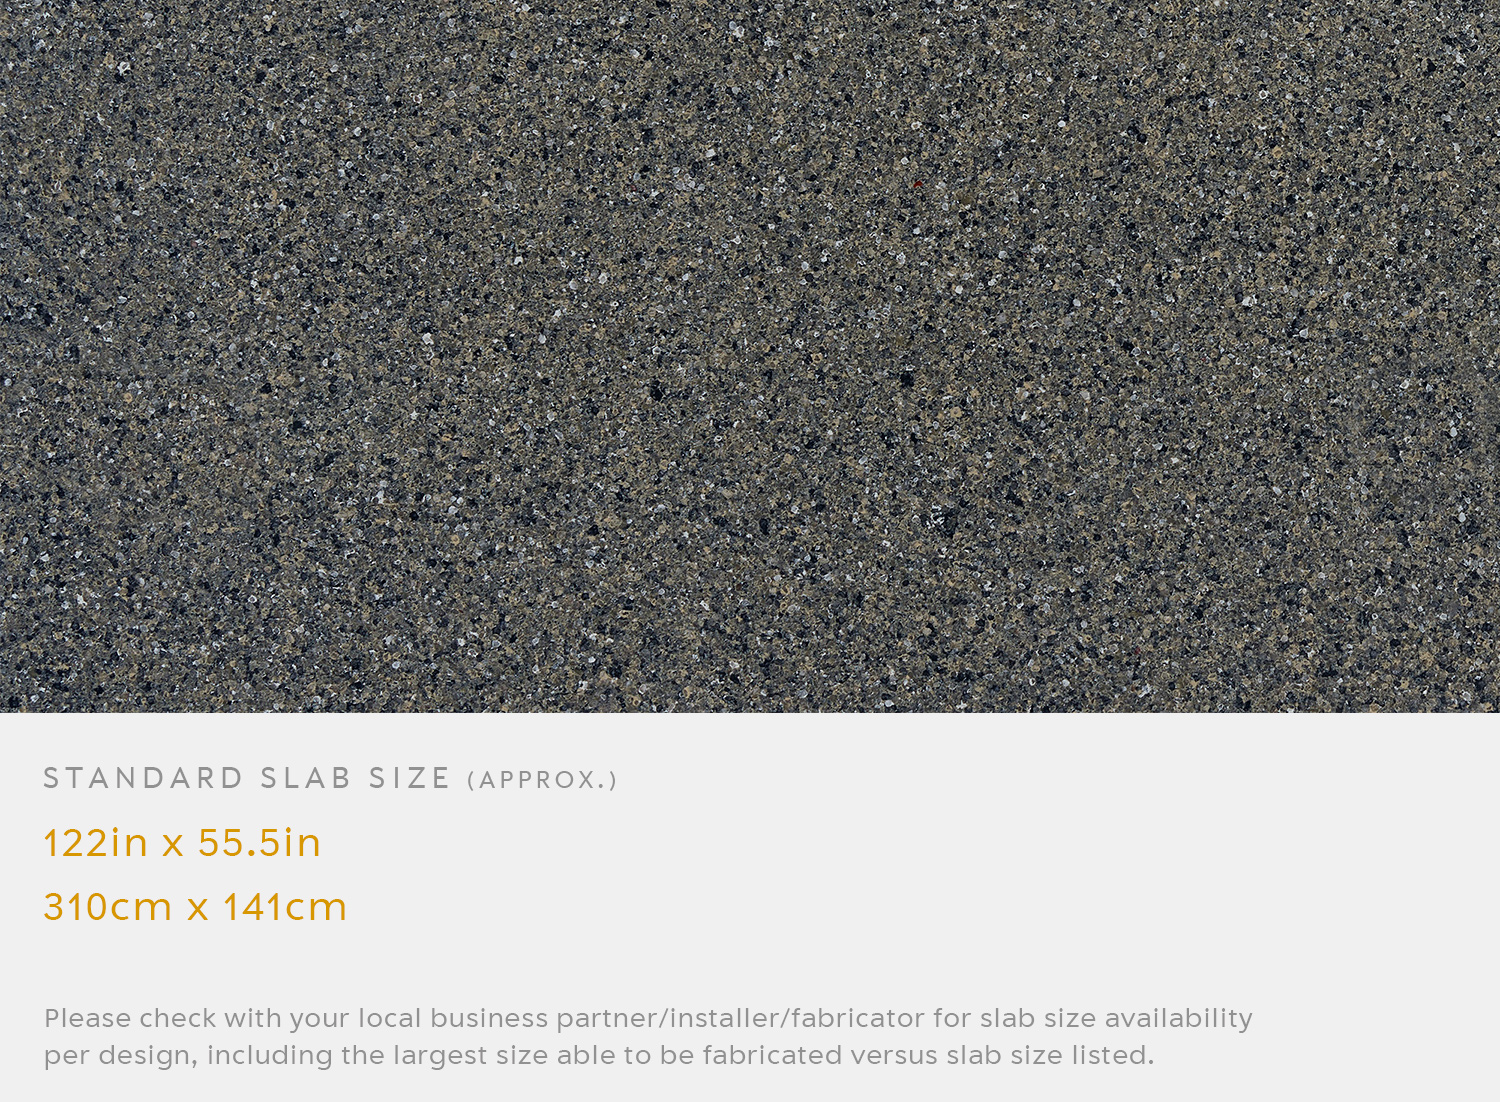 STANDARD SLAB SIZE (APPROX.)
122in x 55.5in
310cm x 141cm
Please check with your local business partner/installer/fabricator for slab size availability
per design, including the largest size able to be fabricated versus slab size listed.